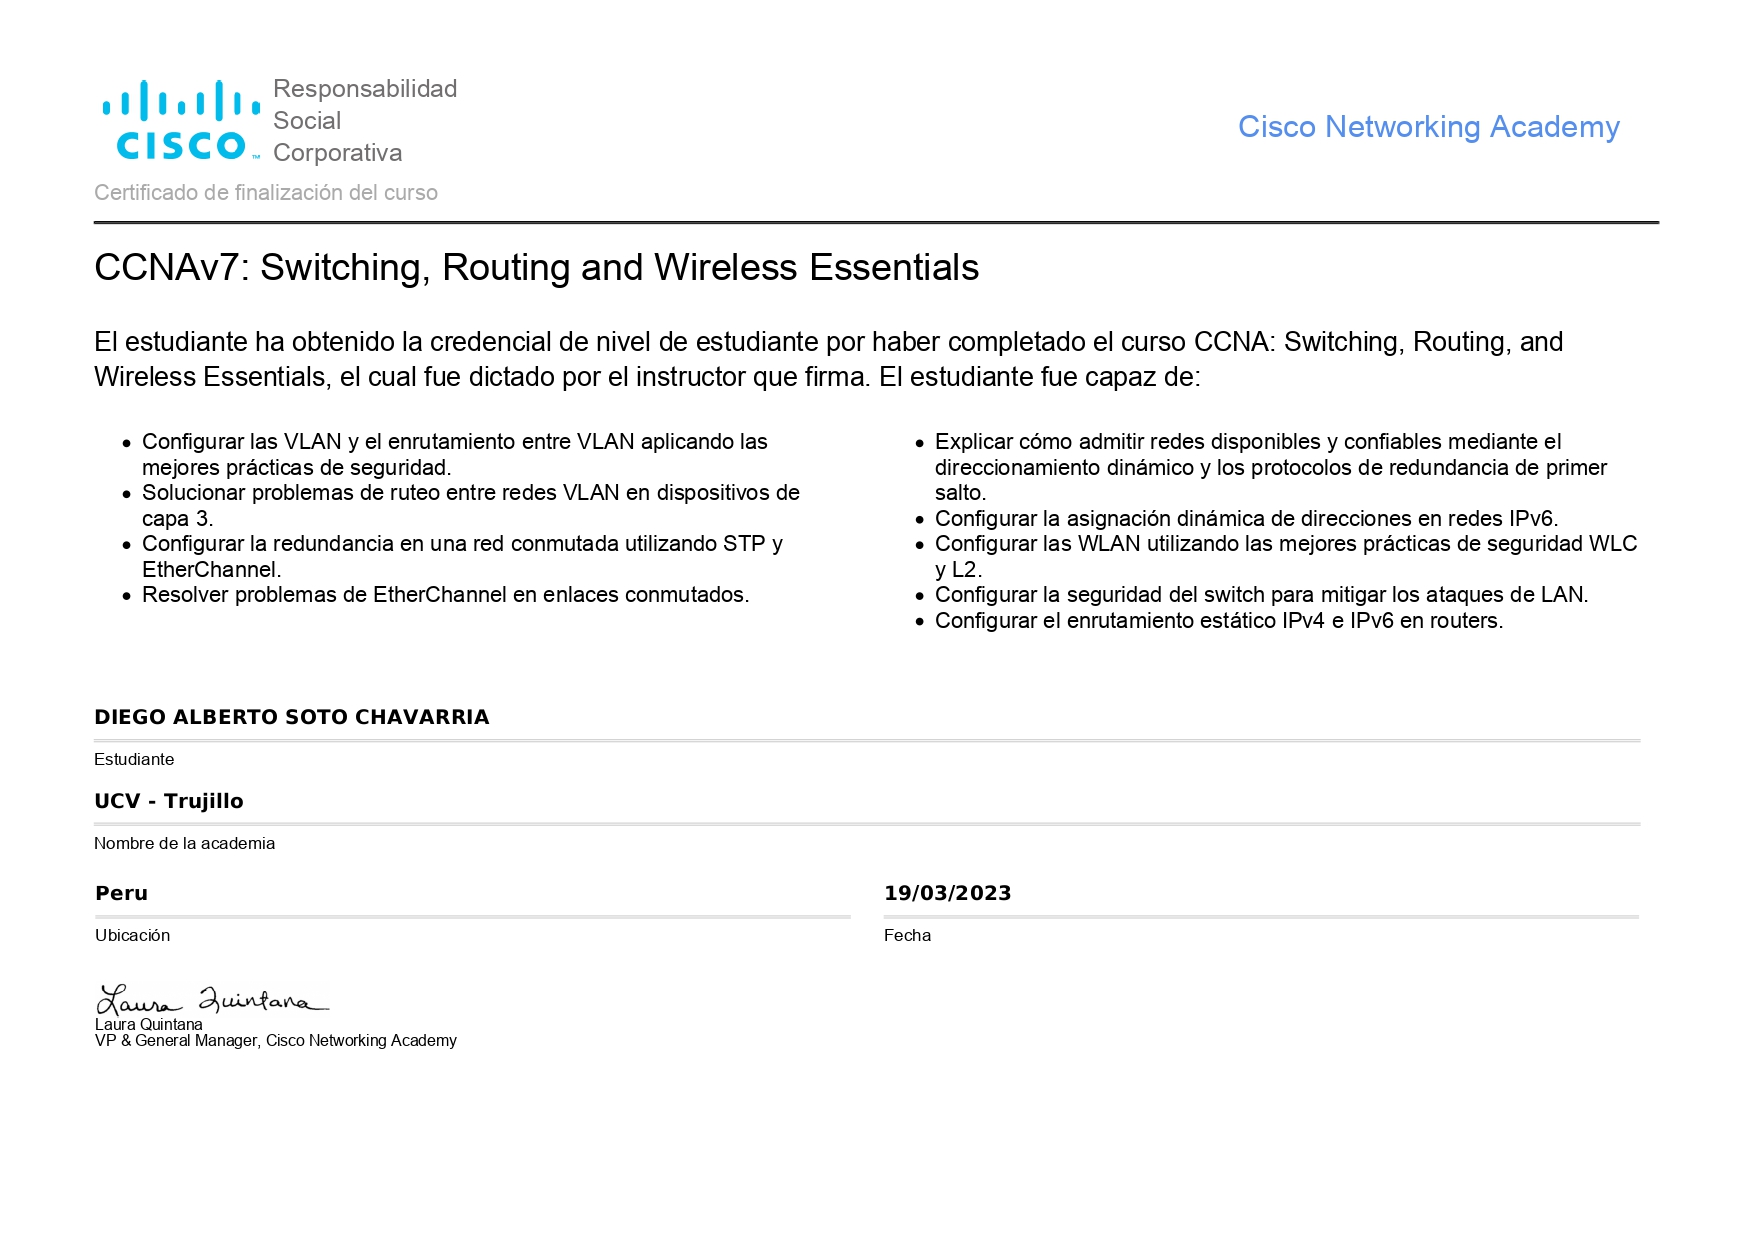 Responsabilidad
Social
Corporativa
CISCO™
Cisco Networking Academy
Certificado de finalización del curso
CCNAv7: Switching, Routing and Wireless Essentials
El estudiante ha obtenido la credencial de nivel de estudiante por haber completado el curso CCNA: Switching, Routing, and
Wireless Essentials, el cual fue dictado por el instructor que firma. El estudiante fue capaz de:
• Configurar las VLAN y el enrutamiento entre VLAN aplicando las
mejores prácticas de seguridad.
• Solucionar problemas de ruteo entre redes VLAN en dispositivos de
capa 3.
• Configurar la redundancia en una red conmutada utilizando STP y
EtherChannel.
• Resolver problemas de EtherChannel en enlaces conmutados.
• Explicar cómo admitir redes disponibles y confiables mediante el
direccionamiento dinámico y los protocolos de redundancia de primer
salto.
• Configurar la asignación dinámica de direcciones en redes IPv6.
• Configurar las WLAN utilizando las mejores prácticas de seguridad WLC
y L2.
• Configurar la seguridad del switch para mitigar los ataques de LAN.
• Configurar el enrutamiento estático IPv4 e IPv6 en routers.
DIEGO ALBERTO SOTO CHAVARRIA
Estudiante
UCV - Trujillo
Nombre de la academia
Peru
Ubicación
19/03/2023
Fecha
Laura Quintana
Laura Quintana
VP & General Manager, Cisco Networking Academy